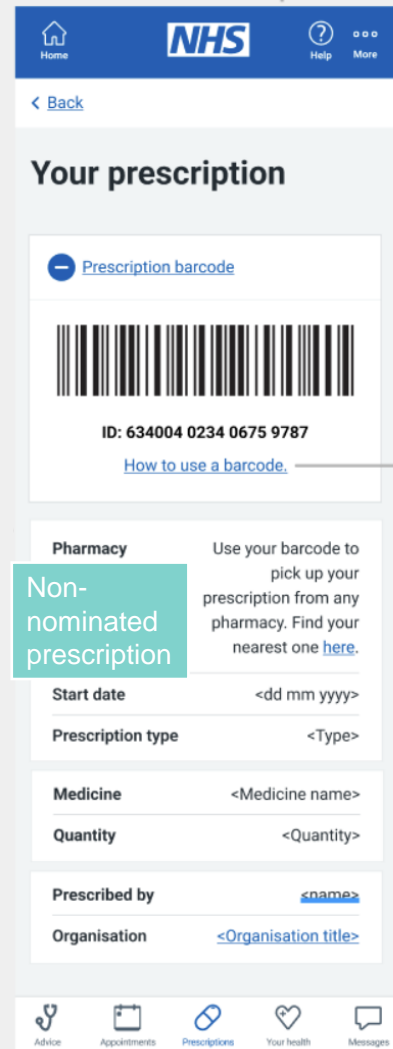 NHS
Home
Help
More
< Back
Your prescription
Prescription barcode
ID: 634004 0234 0675 9787
How to use a barcode.
Pharmacy
Use your barcode to
pick up your
prescription from any
pharmacy. Find your
nearest one here.
Non-
nominated
prescription
Start date <dd mm yyyy>
Prescription type <Type>
Medicine <Medicine name>
Quantity <Quantity>
Prescribed by <name>
Organisation <Organisation title>
Advice Appointments Prescriptions Your health Messages